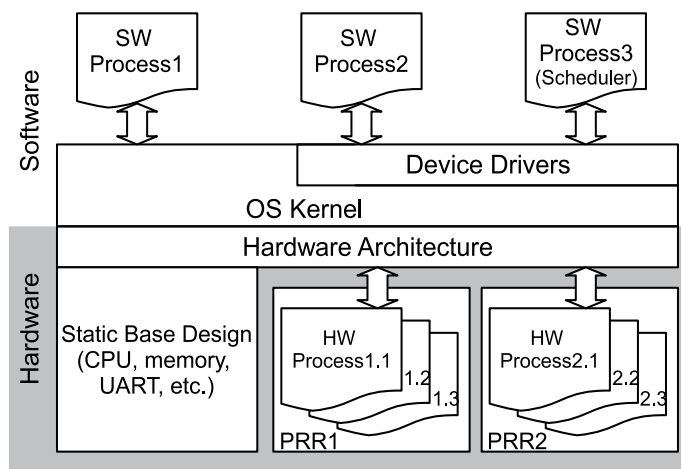 SW
Process1
SW
Process2
SW
Process3
(Scheduler)
Software
Device Drivers
OS Kernel
Hardware Architecture
Hardware
Static Base Design
(CPU, memory,
UART, etc.)
HW
Process1.1
1.2
1.3
PRR1
HW
Process2.1
2.2
2.3
PRR2